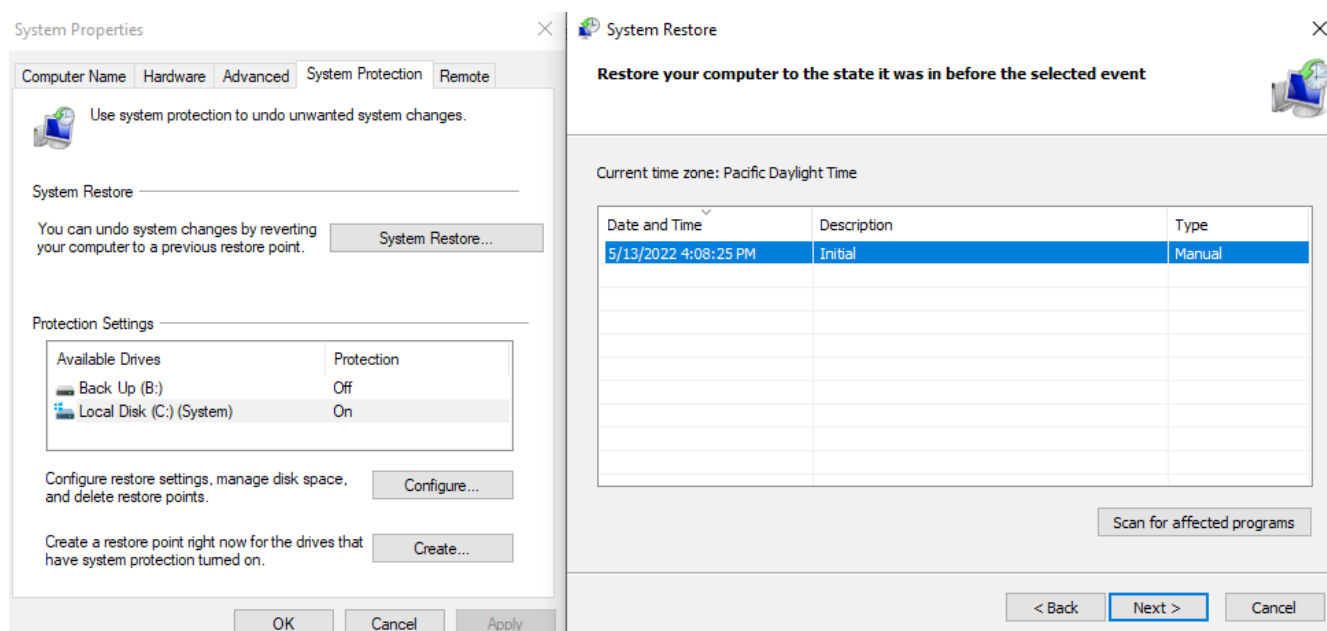 System Properties
Computer Name
Hardware
Advanced
System Protection
Remote
Use system protection to undo unwanted system changes.
System Restore
You can undo system changes by reverting
your computer to a previous restore point.
System Restore...
Protection Settings
Available Drives
Protection
Back Up (B:)
Off
Local Disk (C:) (System)
On
Configure restore settings, manage disk space,
and delete restore points.
Configure...
Create a restore point right now for the drives that
have system protection turned on.
Create...
OK
Cancel
Apply
System Restore
Restore your computer to the state it was in before the selected event
Current time zone: Pacific Daylight Time
Date and Time
Description
Type
5/13/2022 4:08:25 PM
Initial
Manual
Scan for affected programs
< Back
Next >
Cancel